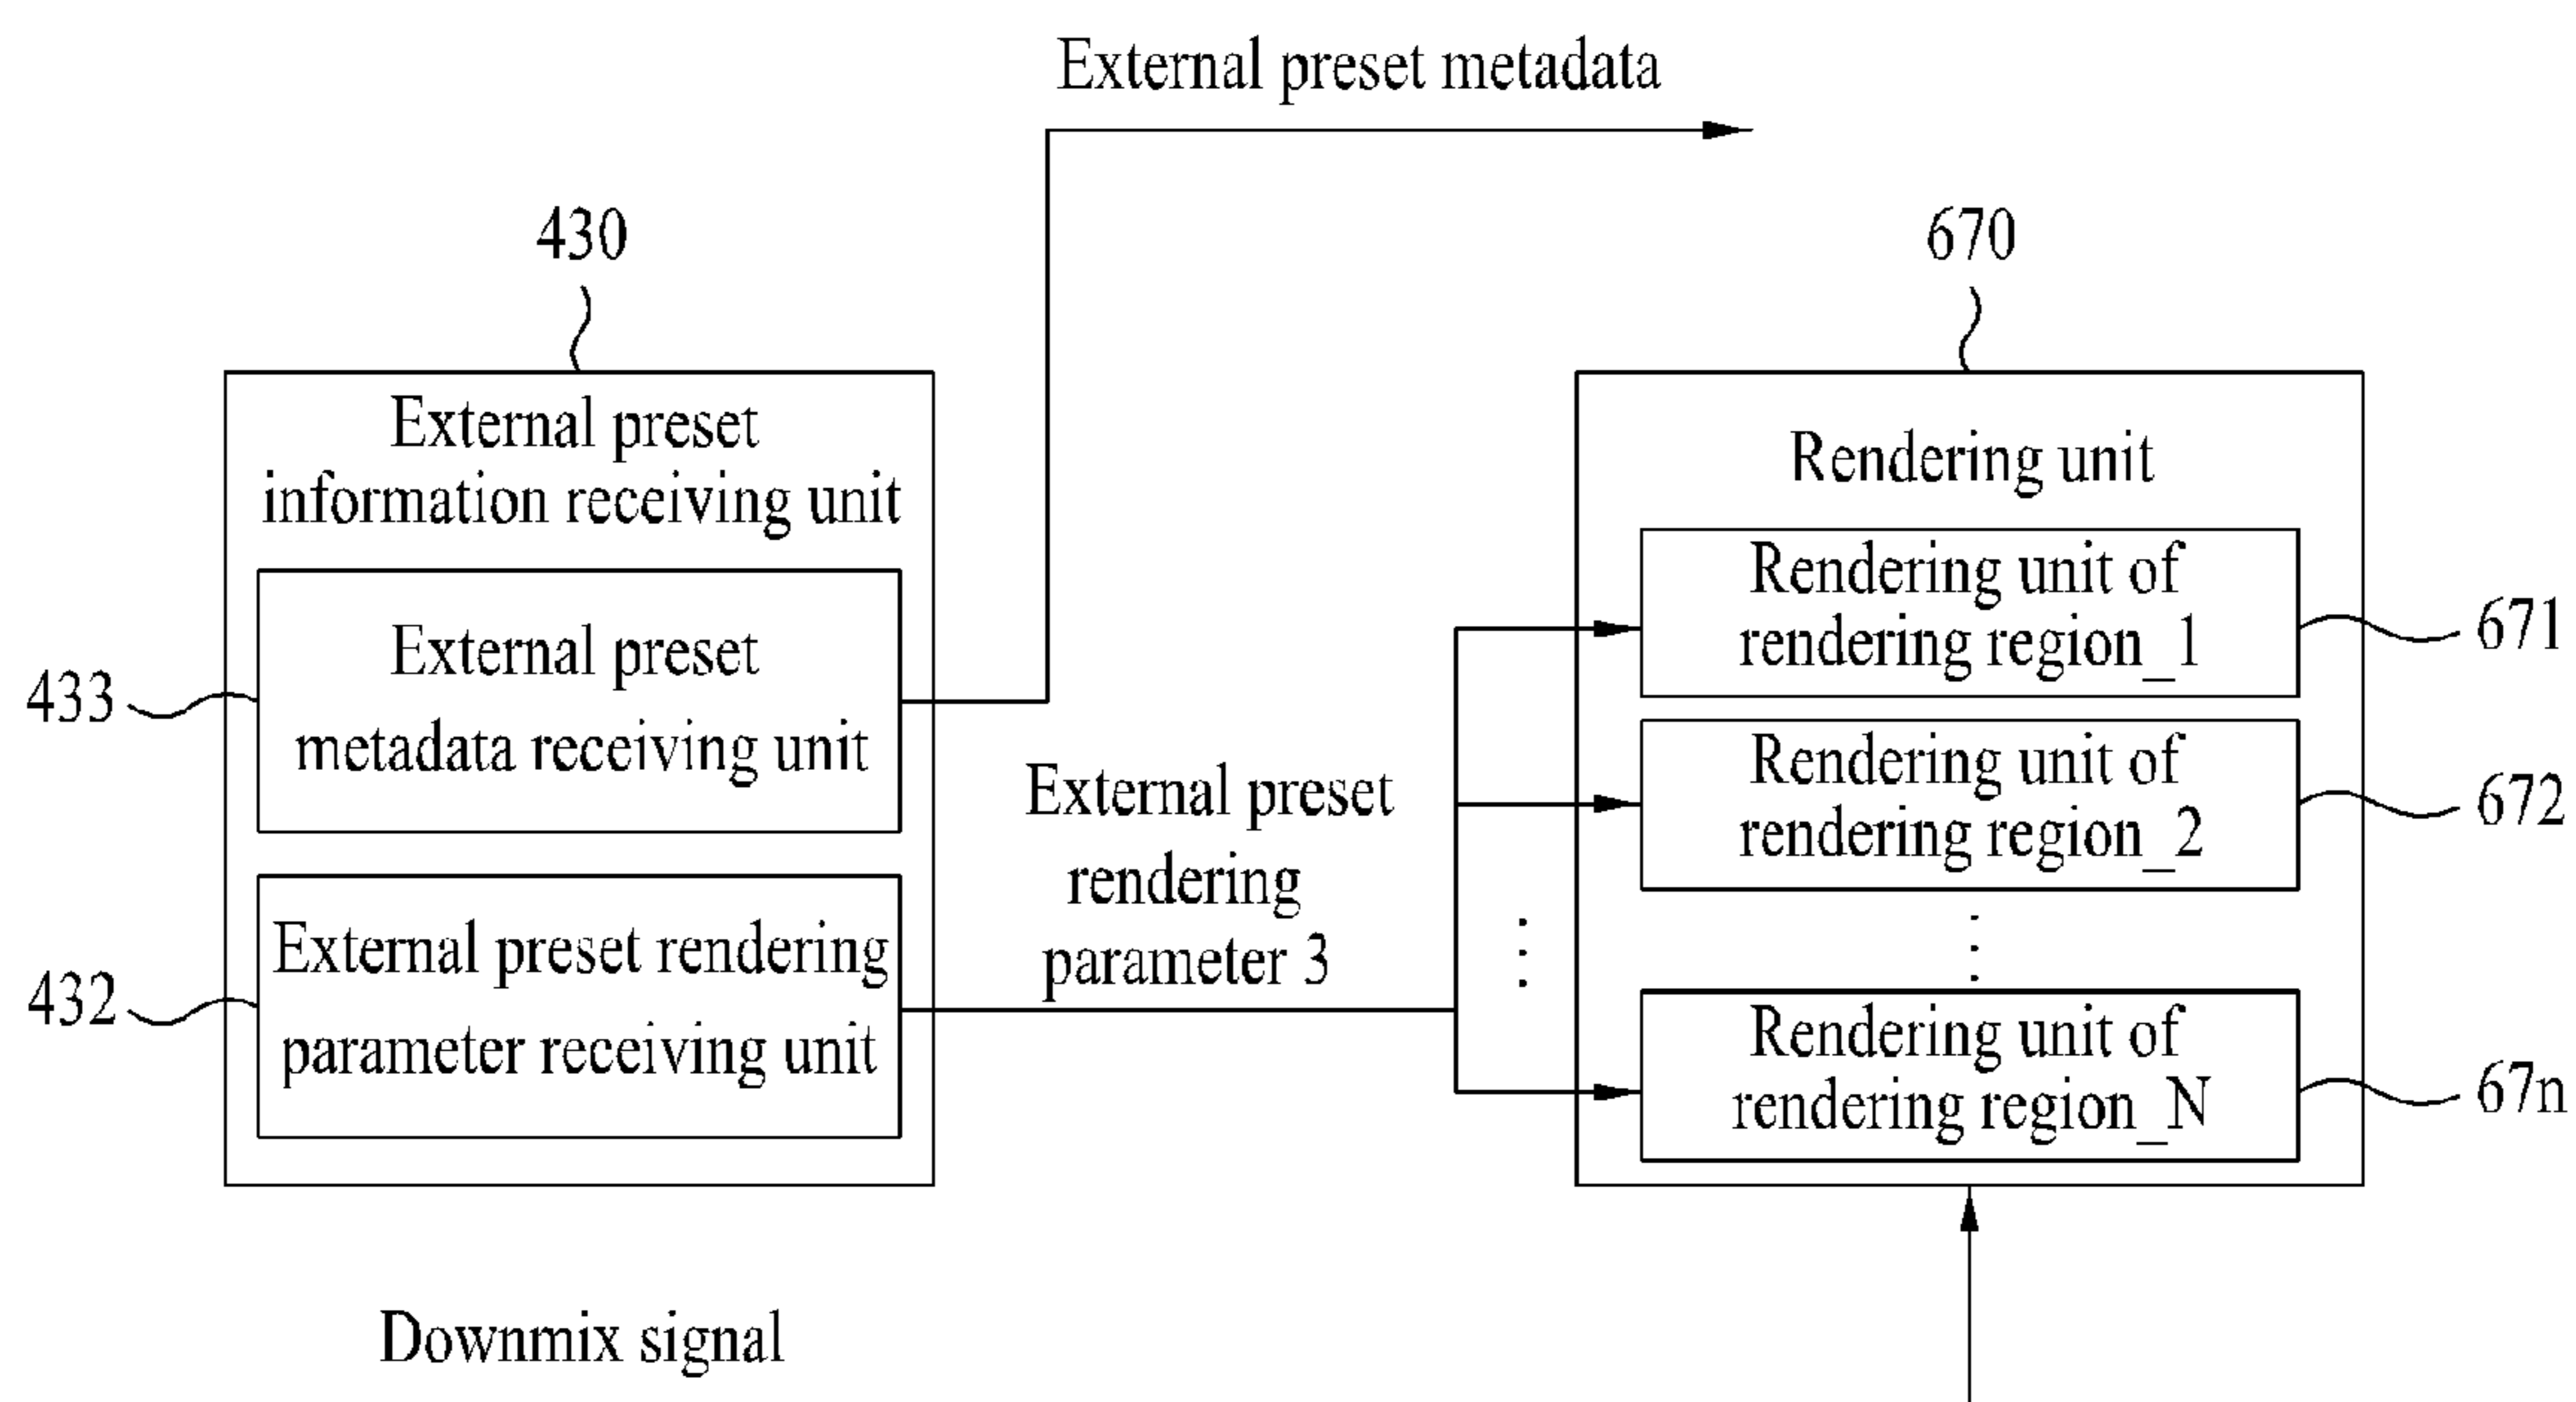 External preset metadata
430
670
External preset
information receiving unit
Rendering unit
433
External preset
metadata receiving unit
432
External preset rendering
parameter receiving unit
External preset
rendering
parameter 3
Rendering unit of
rendering region_1
671
Rendering unit of
rendering region_2
672
Rendering unit of
rendering region_N
67n
Downmix signal